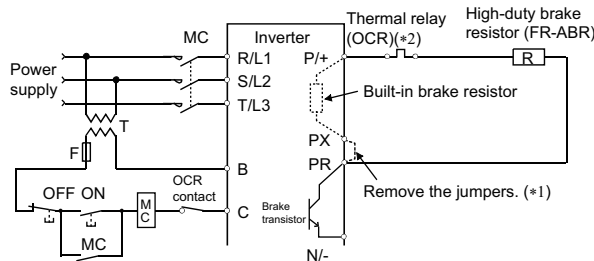 MC
Power
supply
T
F
OFF ON
MC
M
C
OCR
contact
Inverter
R/L1
S/L2
T/L3
B
C
P/+
PX
PR
Brake
transistor
N/-
Thermal relay
(OCR)(*2)
High-duty brake
resistor (FR-ABR)
R
Built-in brake resistor
Remove the jumpers. (*1)